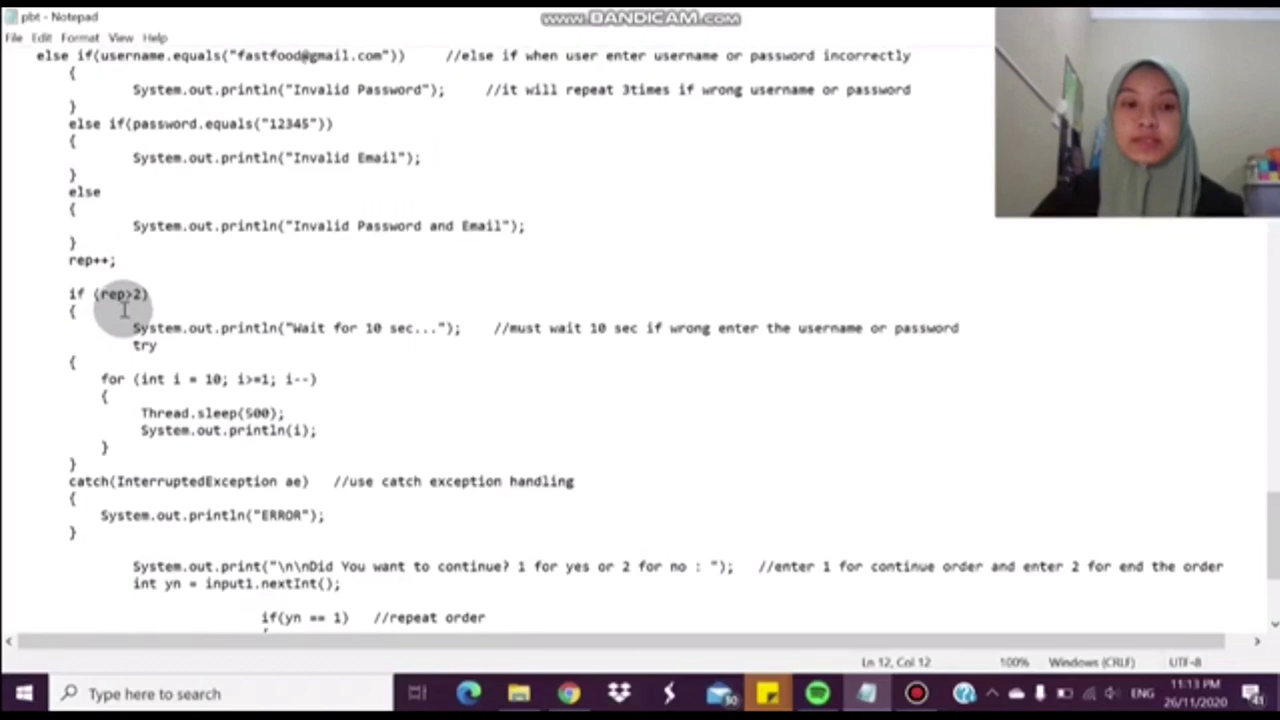 pbt - Notepad
www.BANDICAM.com
File Edit Format View Help
else if(username.equals("fastfood@gmail.com")) //else if when user enter username or password incorrectly
{
System.out.println("Invalid Password"); //it will repeat 3times if wrong username or password
}
else if(password.equals("12345"))
{
System.out.println("Invalid Email");
}
else
{
System.out.println("Invalid Password and Email");
}
rep++;
if (rep>2)
{
System.out.println("Wait for 10 sec..."); //must wait 10 sec if wrong enter the username or password
try
{
for (int i = 10; i>=1; i--)
{
Thread.sleep(500);
System.out.println(i);
}
}
catch(InterruptedException ae) //use catch exception handling
{
System.out.println("ERROR");
}
System.out.print("\n\nDid You want to continue? 1 for yes or 2 for no : "); //enter 1 for continue order and enter 2 for end the order
int yn = input1.nextInt();
if(yn == 1) //repeat order
Ln 12, Col 12 100% Windows (CRLF) UTF-8
Type here to search
ENG
11:13 PM
26/11/2020